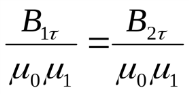 B₁τ / μ₀μ₁ = B₂τ / μ₀μ₁